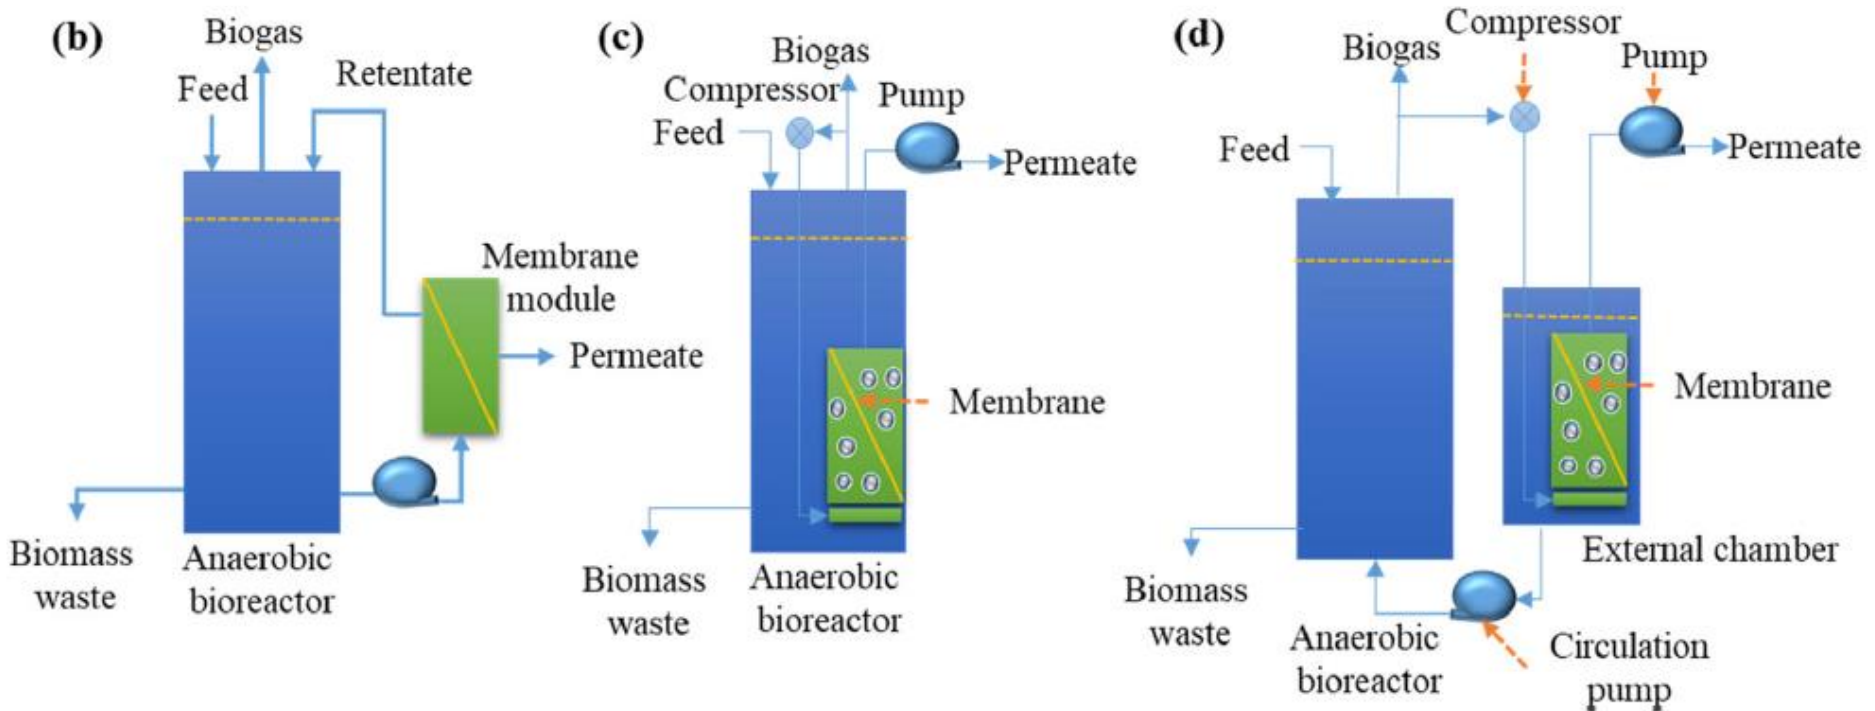 (b)
Biogas
Feed
Retentate
Membrane
module
Permeate
Biomass
waste
Anaerobic
bioreactor
(c)
Biogas
Compressor
Pump
Feed
Permeate
Membrane
Biomass
waste
Anaerobic
bioreactor
(d)
Compressor
Biogas
Pump
Feed
Permeate
Membrane
External chamber
Biomass
waste
Anaerobic
bioreactor
Circulation
pump